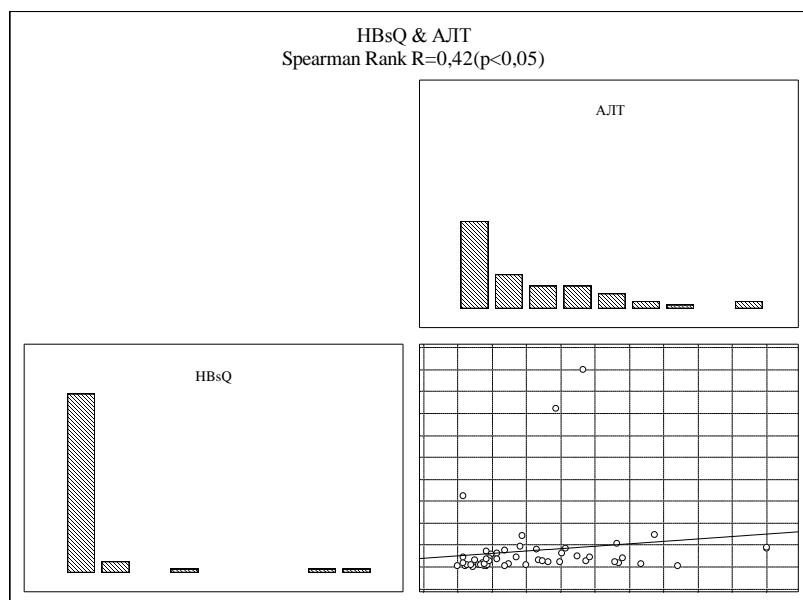 HBsQ & АЛТ
Spearman Rank R=0,42(p<0,05)
АЛТ
HBsQ